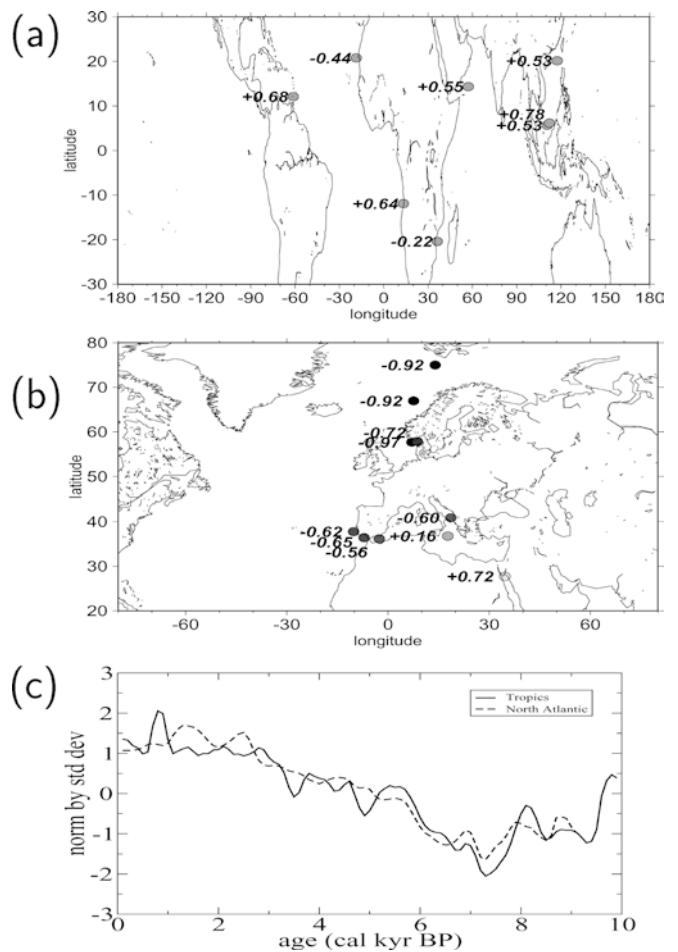 (a)
30
20
10
0
-10
-20
-30
latitude
-0.44
+0.53
+0.68
+0.55
+0.78
+0.53
+0.64
-0.22
-180 -150 -120 -90 -60 -30 0 30 60 90 120 150 180
longitude
(b)
80
70
60
50
40
30
20
latitude
-0.92
-0.92
-0.72
-0.97
-0.60
-0.62
+0.16
-0.65
-0.56
+0.72
-60 -30 0 30 60
longitude
(c)
3
2
1
0
-1
-2
-3
norm by std dev
Tropics
North Atlantic
0 2 4 6 8 10
age (cal kyr BP)